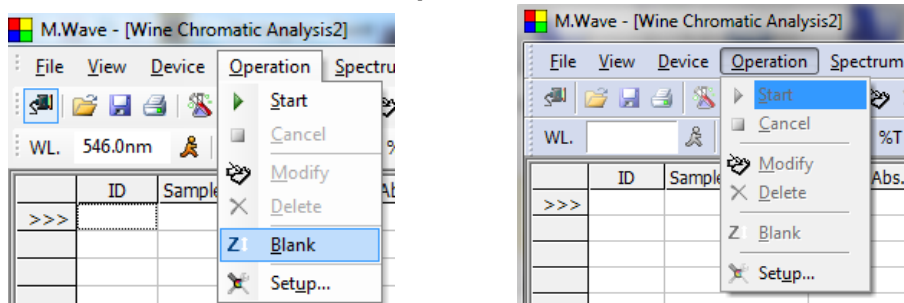 M.Wave - [Wine Chromatic Analysis2]
File View Device Operation Spectru
Start
WL. 546.0nm
Cancel
%
Modify
ID Sample Ab
>>>
Delete
Z Blank
Setup...
M.Wave - [Wine Chromatic Analysis2]
File View Device Operation Spectrum
Start
WL.
Cancel
%T
Modify
ID Sample Abs.
>>>
Delete
Z Blank
Setup...